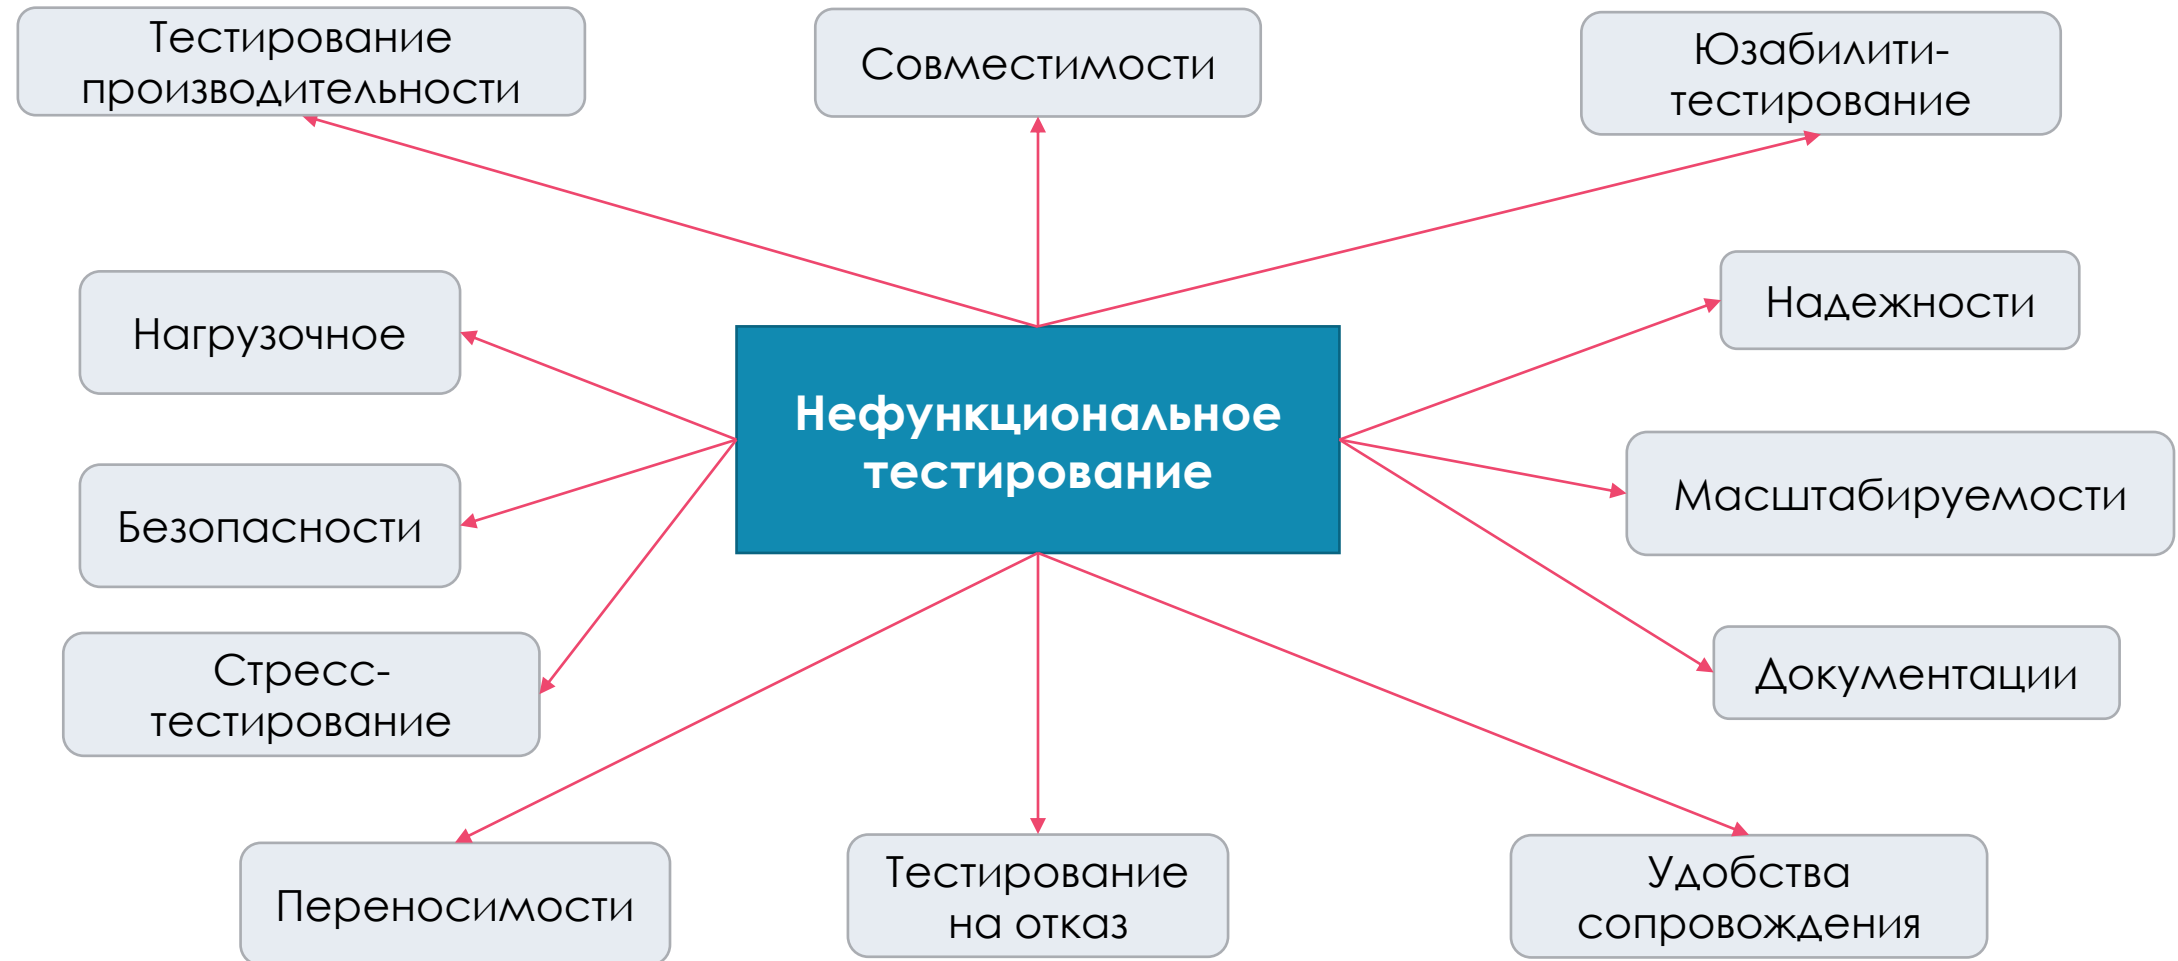 Тестирование
производительности
Совместимости
Юзабилити-
тестирование
Нагрузочное
Надежности
Нефункциональное
тестирование
Безопасности
Масштабируемости
Стресс-
тестирование
Документации
Переносимости
Тестирование
на отказ
Удобства
сопровождения